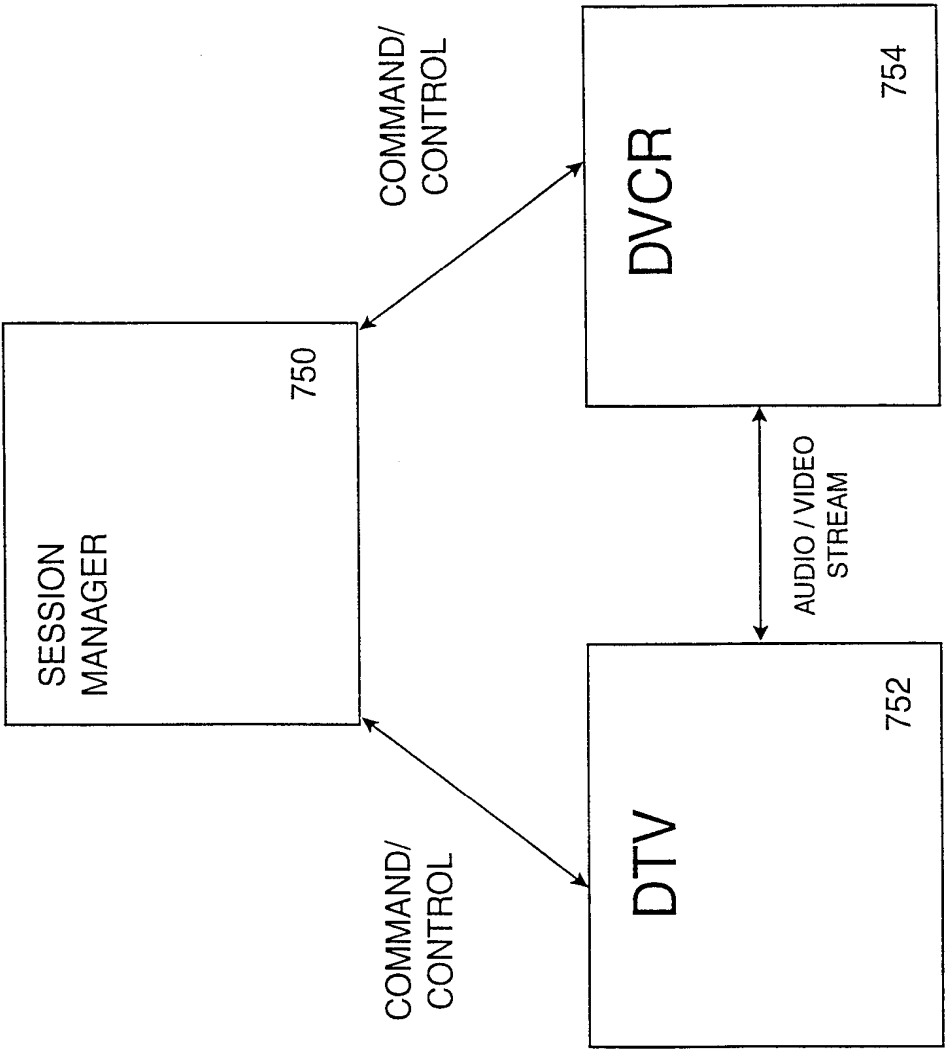 SESSION
MANAGER
750
COMMAND/
CONTROL
COMMAND/
CONTROL
DTV
752
AUDIO / VIDEO
STREAM
DVCR
754